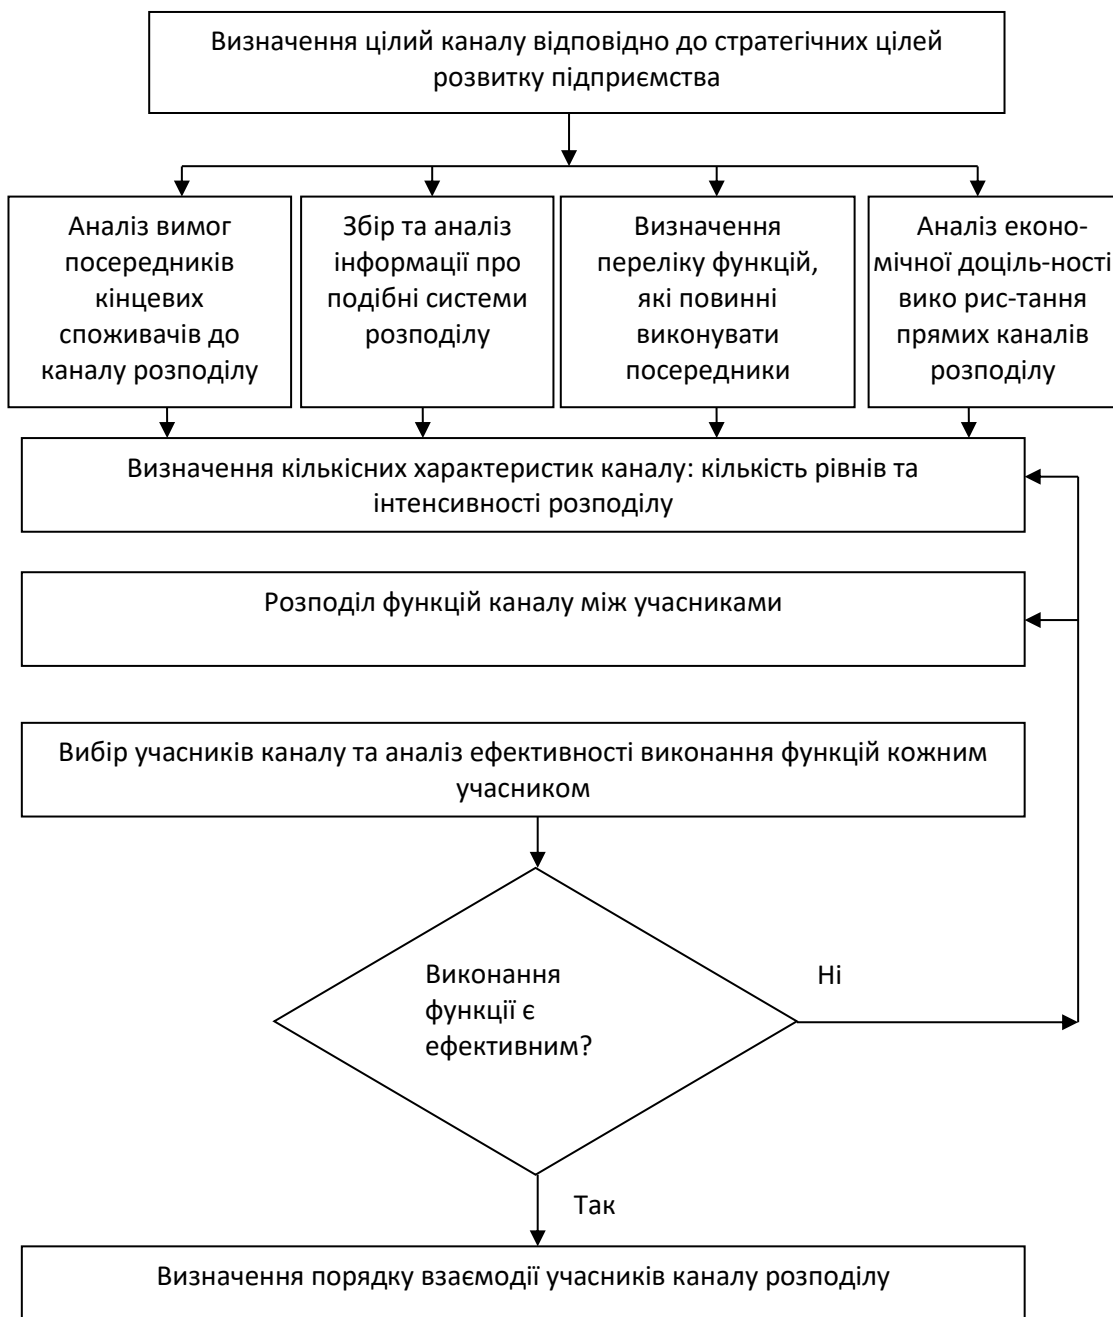 Визначення цілий каналу відповідно до стратегічних цілей
розвитку підприємства
Аналіз вимог
посередників
кінцевих
споживачів до
каналу розподілу
Збір та аналіз
інформації про
подібні системи
розподілу
Визначення
переліку функцій,
які повинні
виконувати
посередники
Аналіз еконо-
мічної доціль-ності
вико рис-тання
прямих каналів
розподілу
Визначення кількісних характеристик каналу: кількість рівнів та
інтенсивності розподілу
Розподіл функцій каналу між учасниками
Вибір учасників каналу та аналіз ефективності виконання функцій кожним
учасником
Виконання
функції є
ефективним?
Ні
Так
Визначення порядку взаємодії учасників каналу розподілу